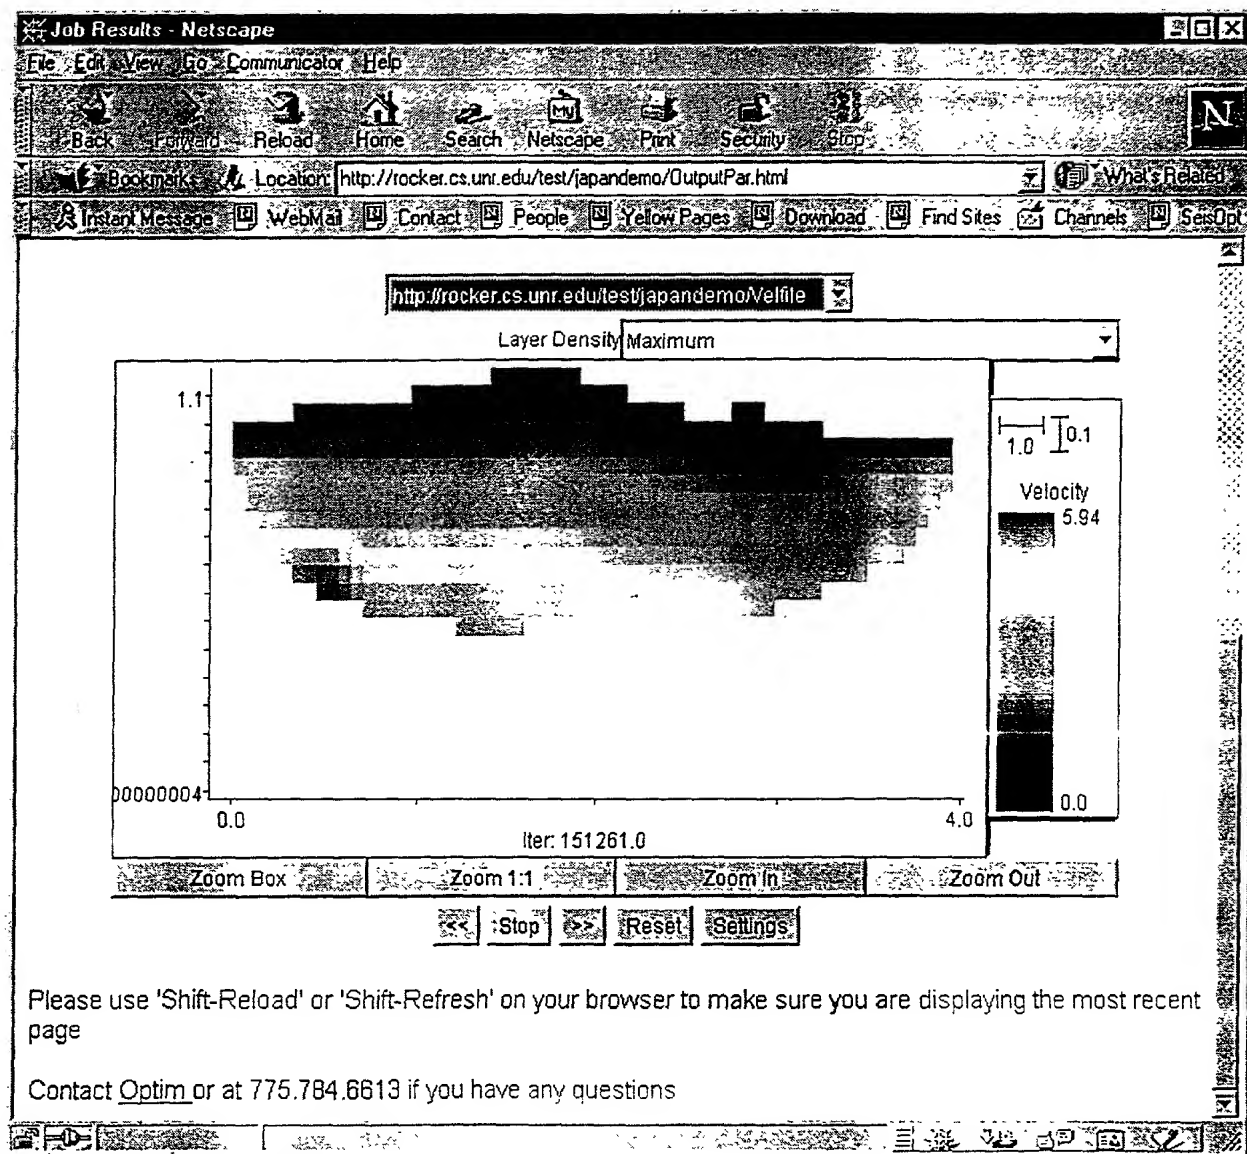 Job Results - Netscape
File Edit View Go Communicator Help
Back Forward Reload Home Search Netscape Print Security Stop
My
N
Bookmarks Location: http://rocker.cs.unr.edu/test/japandemo/OutputPar.html What's Related
Instant Message WebMail Contact People Yellow Pages Download Find Sites Channels SeisOpt
http://rocker.cs.unr.edu/test/japandemo/Velfile
Layer Density Maximum
1.1
1.0 0.1
Velocity
5.94
0.0
00000004
0.0 4.0
Iter: 151261.0
Zoom Box Zoom 1:1 Zoom In Zoom Out
<< Stop >> Reset Settings
Please use 'Shift-Reload' or 'Shift-Refresh' on your browser to make sure you are displaying the most recent
page
Contact Optim or at 775.784.6613 if you have any questions